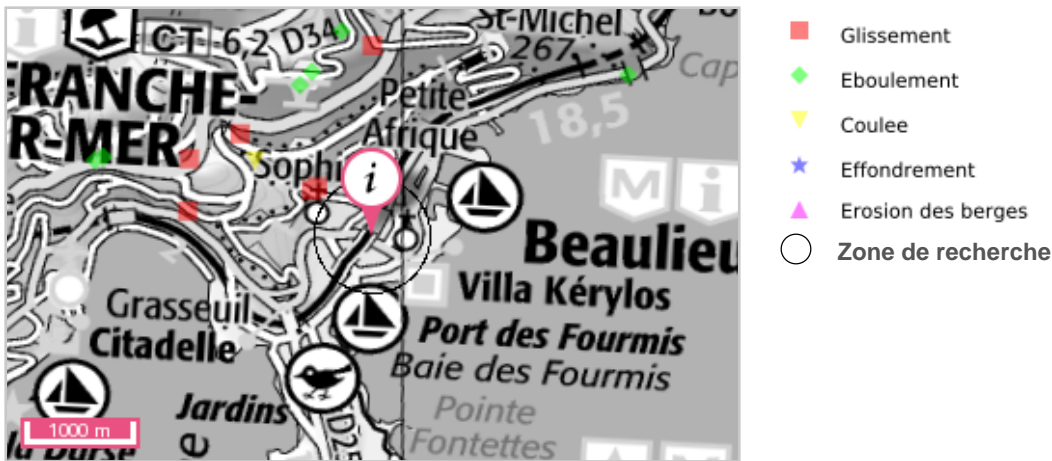 St-Michel
CT 6,2 D34
267
Cap
FRANCHE-
R-MER
Petite
Afrique
18,5
Sophi
i
M i
Beaulieu
Villa Kérylos
Grasseuil
Citadelle
Port des Fourmis
Baie des Fourmis
Jardins
Pointe
Fontettes
D25
1000 m
la Darse
Glissement
Eboulement
Coulee
Effondrement
Erosion des berges
Zone de recherche